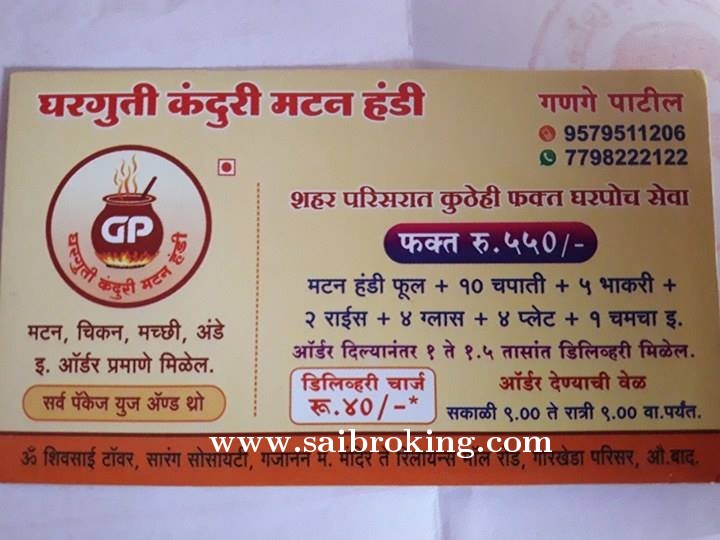 घरगुती कंदुरी मटन हंडी
गणगे पाटील
9579511206
7798222122
GP
घरगुती कंदुरी मटन हंडी
मटन, चिकन, मच्छी, अंडे
इ. ऑर्डर प्रमाणे मिळेल.
सर्व पॅकेज युज ॲण्ड थ्रो
शहर परिसरात कुठेही फक्त घरपोच सेवा
फक्त रु.५५०/-
मटन हंडी फूल + १० चपाती + ५ भाकरी +
२ राईस + ४ ग्लास + ४ प्लेट + १ चमचा इ.
ऑर्डर दिल्यानंतर १ ते १.५ तासांत डिलिव्हरी मिळेल.
डिलिव्हरी चार्ज
रू.४०/-*
ऑर्डर देण्याची वेळ
सकाळी ९.०० ते रात्री ९.०० वा.पर्यंत.
www.saibroking.com
ॐ शिवसाई टॉवर, सारंग सोसायटी, गजानन म. मंदिर ते रिलायन्स मॉल रोड, गारखेडा परिसर, औ.बाद.